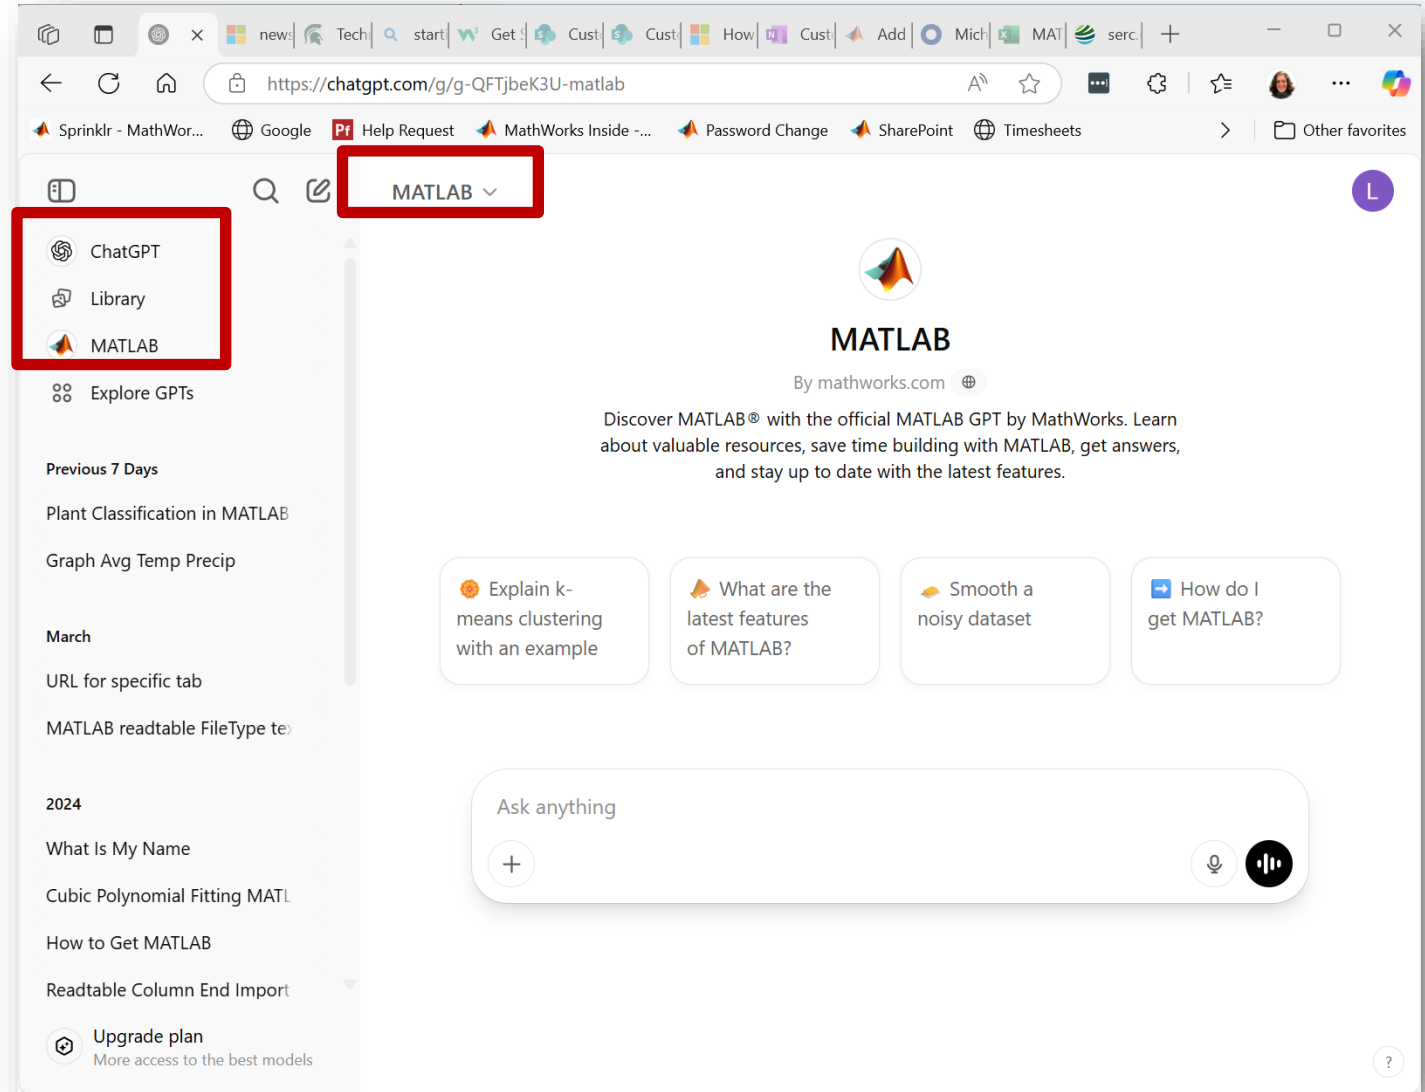 news
Tech
start
Get S
Custo
Custo
How
Custo
Add
Mich
MAT
serc.
https://chatgpt.com/g/g-QFTjbeK3U-matlab
Sprinklr - MathWor...
Google
Help Request
MathWorks Inside -...
Password Change
SharePoint
Timesheets
Other favorites
MATLAB
L
ChatGPT
Library
MATLAB
Explore GPTs
Previous 7 Days
Plant Classification in MATLAB
Graph Avg Temp Precip
March
URL for specific tab
MATLAB readtable FileType tex
2024
What Is My Name
Cubic Polynomial Fitting MATL
How to Get MATLAB
Readtable Column End Import
Upgrade plan
More access to the best models
MATLAB
By mathworks.com
Discover MATLAB® with the official MATLAB GPT by MathWorks. Learn
about valuable resources, save time building with MATLAB, get answers,
and stay up to date with the latest features.
Explain k-
means clustering
with an example
What are the
latest features
of MATLAB?
Smooth a
noisy dataset
How do I
get MATLAB?
Ask anything
?